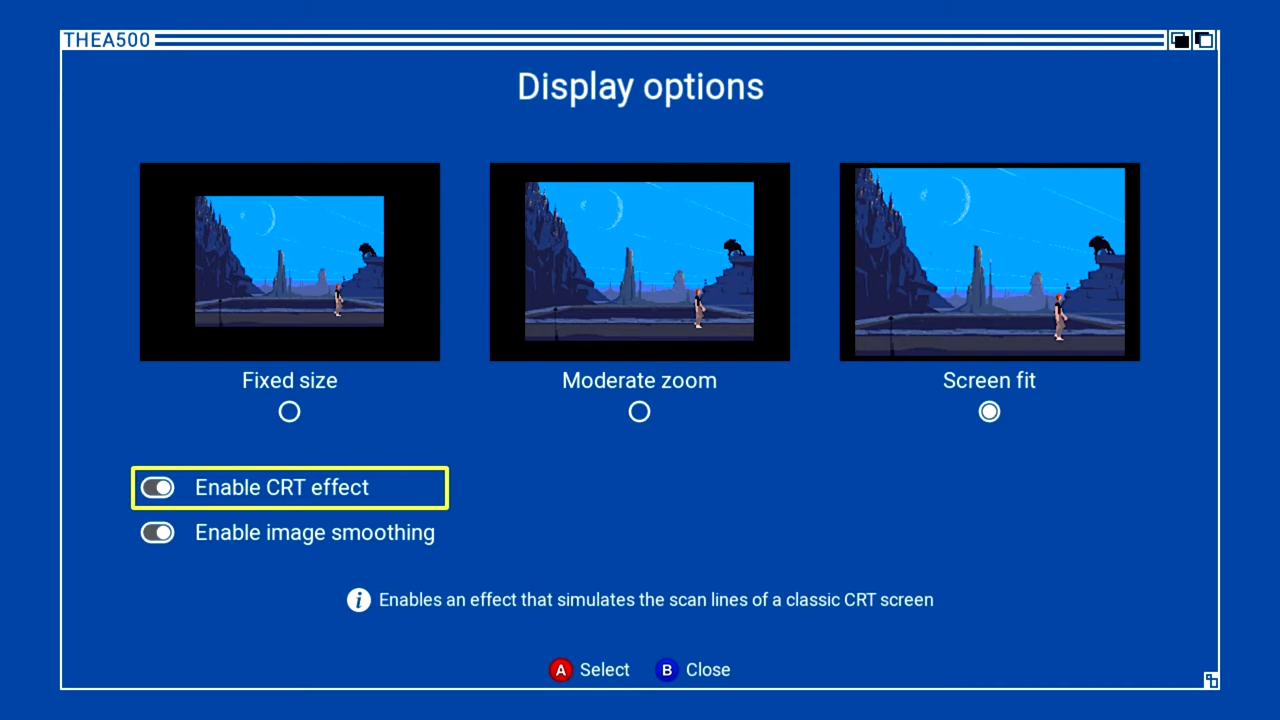 THEA500
Display options
Fixed size
Moderate zoom
Screen fit
Enable CRT effect
Enable image smoothing
i Enables an effect that simulates the scan lines of a classic CRT screen
A Select B Close